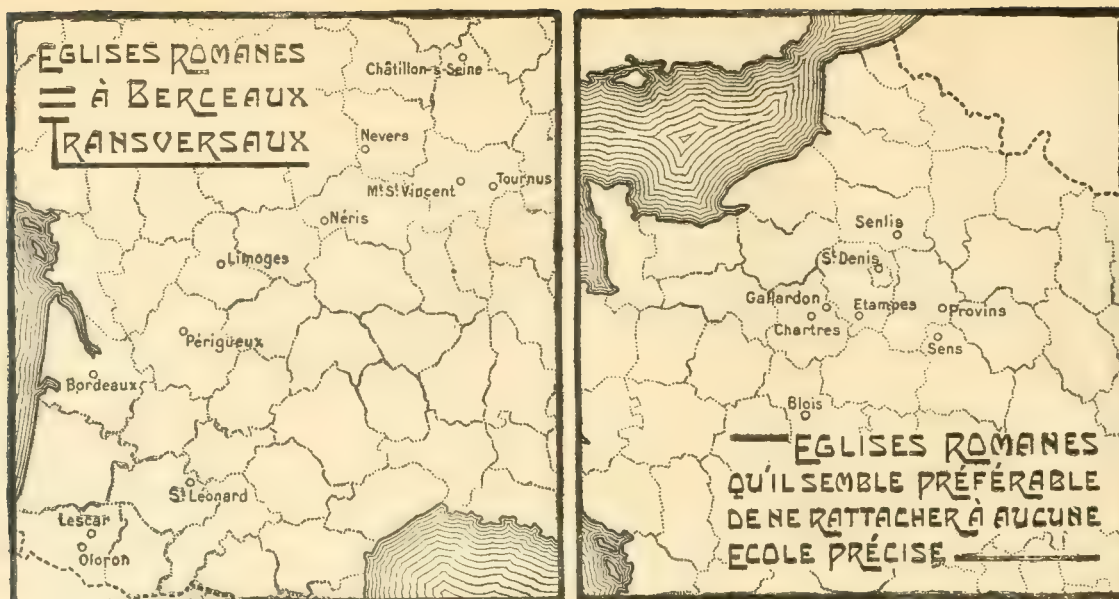 EGLISES ROMANES
À BERCEAUX
TRANSVERSAUX
Châtillon-s-Seine
Nevers
Mt St Vincent
Tournus
Néris
Limoges
Périgueux
Bordeaux
St Léonard
Lescar
Oloron
Senlis
St Denis
Gallardon
Etampes
Provins
Chartres
Sens
Blois
EGLISES ROMANES
QU'IL SEMBLE PRÉFÉRABLE
DE NE RATTACHER À AUCUNE
ECOLE PRÉCISE